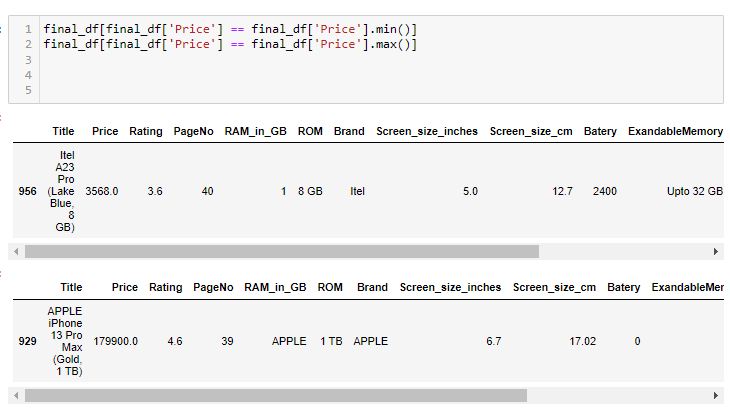 1 final_df[final_df['Price'] == final_df['Price'].min()]
2 final_df[final_df['Price'] == final_df['Price'].max()]
3
4
5
Title Price Rating PageNo RAM_in_GB ROM Brand Screen_size_inches Screen_size_cm Batery ExandableMemory
Itel
A23
Pro
956 (Lake 3568.0 3.6 40 1 8 GB Itel 5.0 12.7 2400 Upto 32 GB
Blue,
8
GB)
Title Price Rating PageNo RAM_in_GB ROM Brand Screen_size_inches Screen_size_cm Batery ExandableMer
APPLE
iPhone
929 13 Pro 179900.0 4.6 39 APPLE 1 TB APPLE 6.7 17.02 0
Max
(Gold,
1 TB)